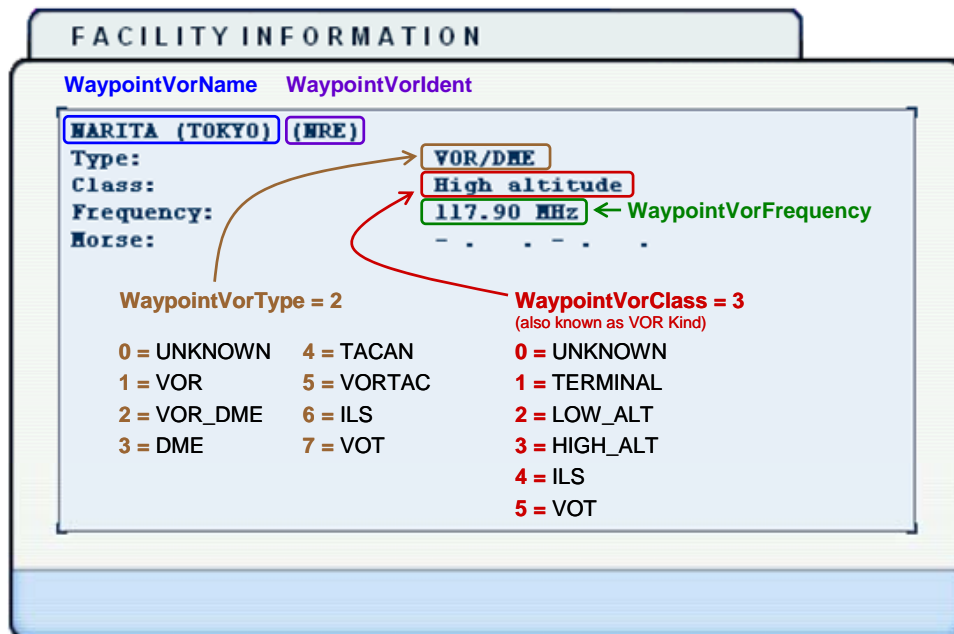 FACILITY INFORMATION
WaypointVorName WaypointVorIdent
NARITA (TOKYO) (NRE)
Type: VOR/DME
Class: High altitude
Frequency: 117.90 MHz ← WaypointVorFrequency
Morse: - . . - . .
WaypointVorType = 2 WaypointVorClass = 3
(also known as VOR Kind)
0 = UNKNOWN 4 = TACAN 0 = UNKNOWN
1 = VOR 5 = VORTAC 1 = TERMINAL
2 = VOR_DME 6 = ILS 2 = LOW_ALT
3 = DME 7 = VOT 3 = HIGH_ALT
4 = ILS
5 = VOT